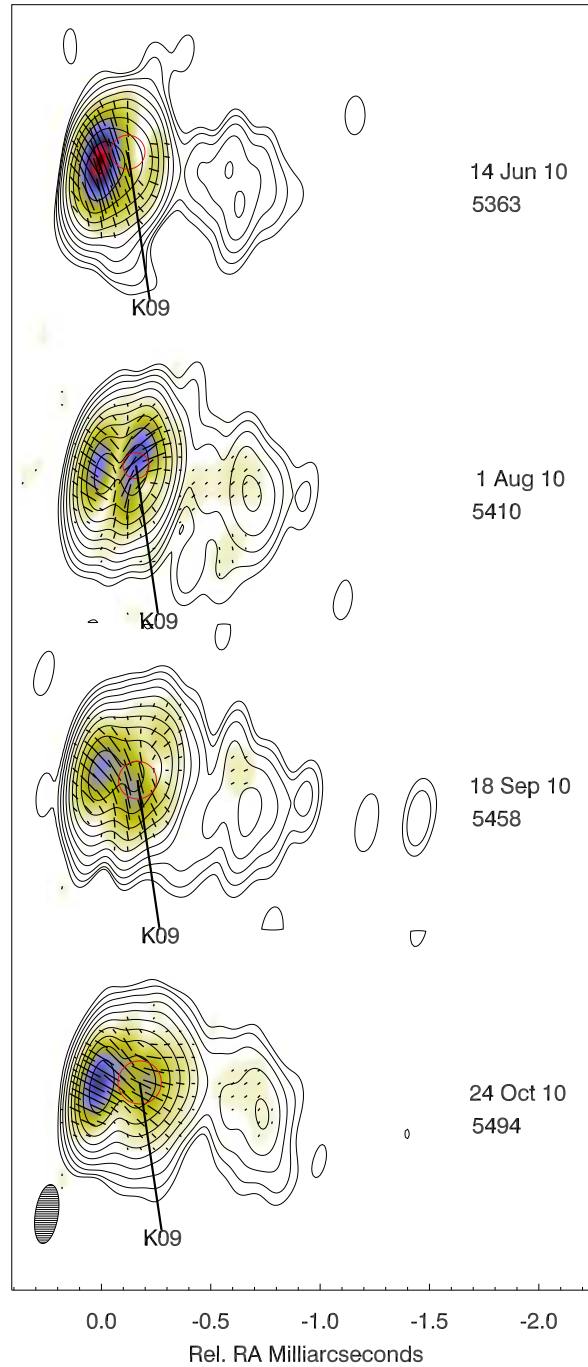 14 Jun 10
5363
K09
1 Aug 10
5410
K09
18 Sep 10
5458
K09
24 Oct 10
5494
K09
0.0 -0.5 -1.0 -1.5 -2.0
Rel. RA Milliarcseconds